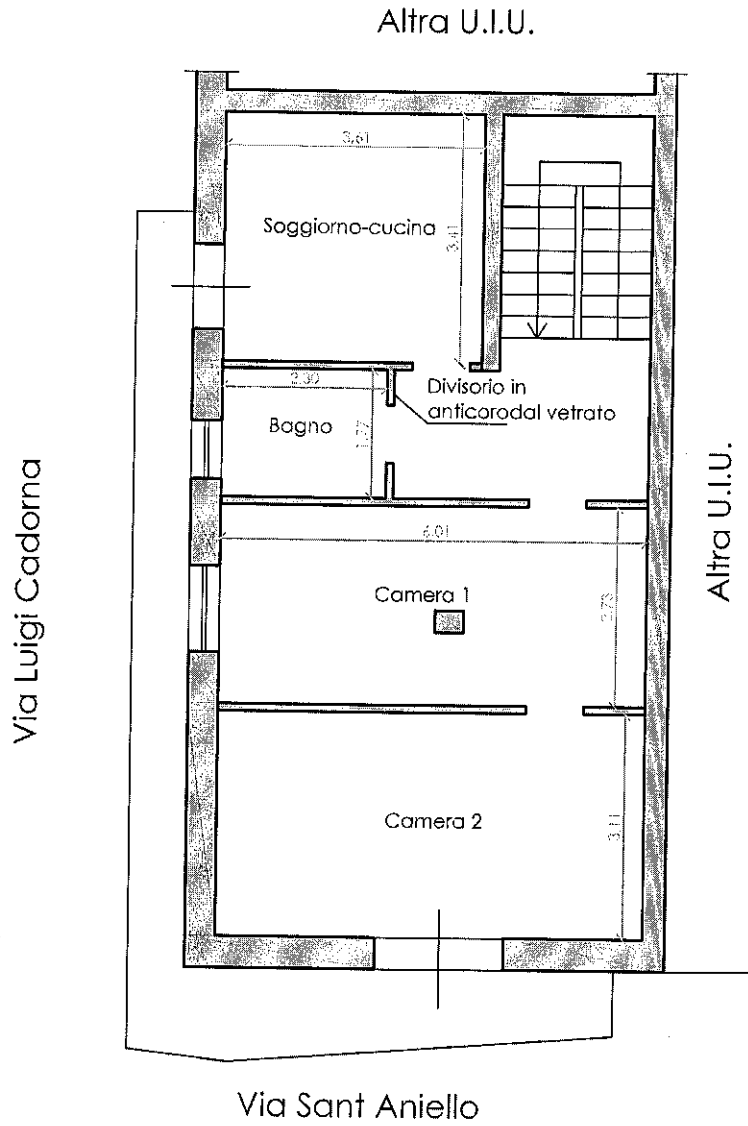 Altra U.I.U.
3,61
Soggiorno-cucina
3,41
2,30
Divisorio in
anticorodal vetrato
Bagno
1,77
Via Luigi Cadorna
6,01
Altra U.I.U.
Camera 1
2,73
Camera 2
3,11
Via Sant Aniello